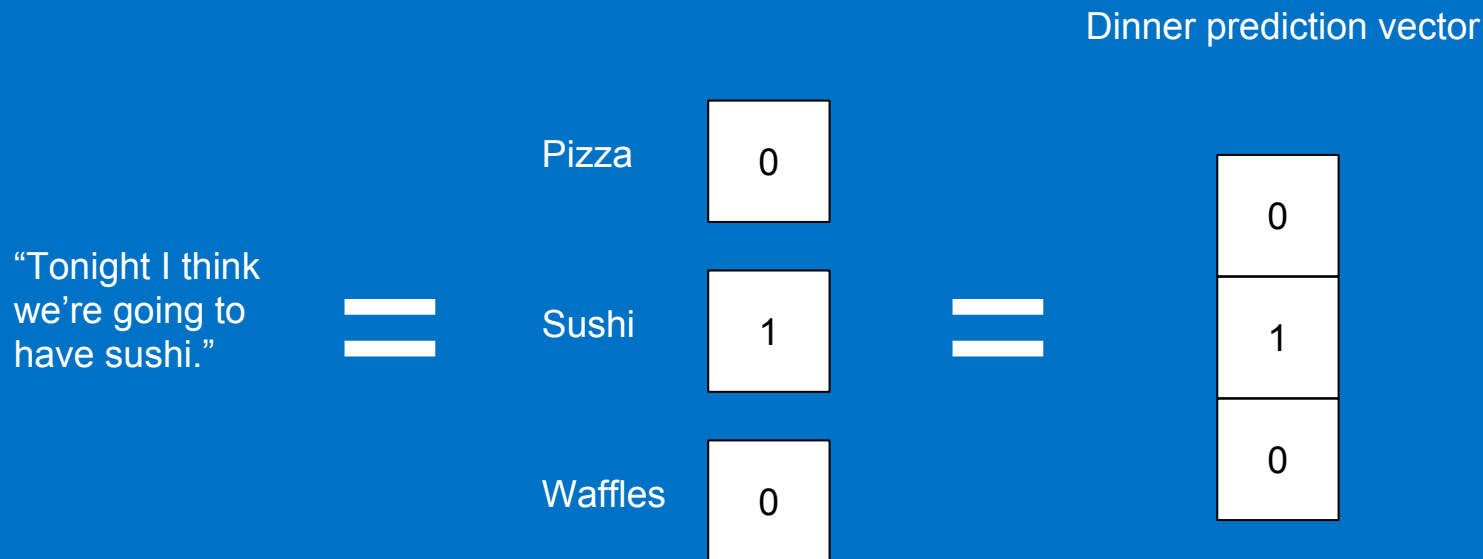 Dinner prediction vector
“Tonight I think
we’re going to
have sushi.”
Pizza
0
Sushi
1
Waffles
0
0
1
0